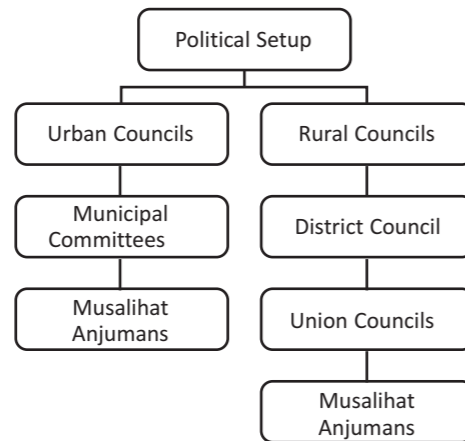 Political Setup
Urban Councils
Rural Councils
Municipal
Committees
District Council
Musalihat
Anjumans
Union Councils
Musalihat
Anjumans